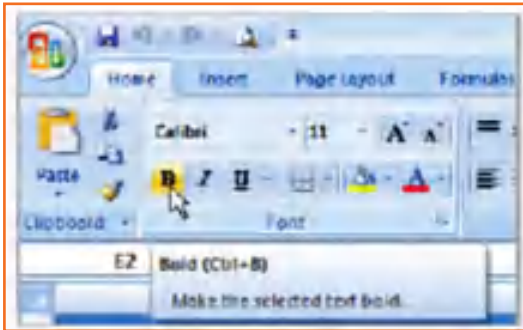 Home Insert Page Layout Formulas
Calibri 11 A A
Paste B I U A
Clipboard Font
E2 Bold (Ctrl+B)
Make the selected text bold.